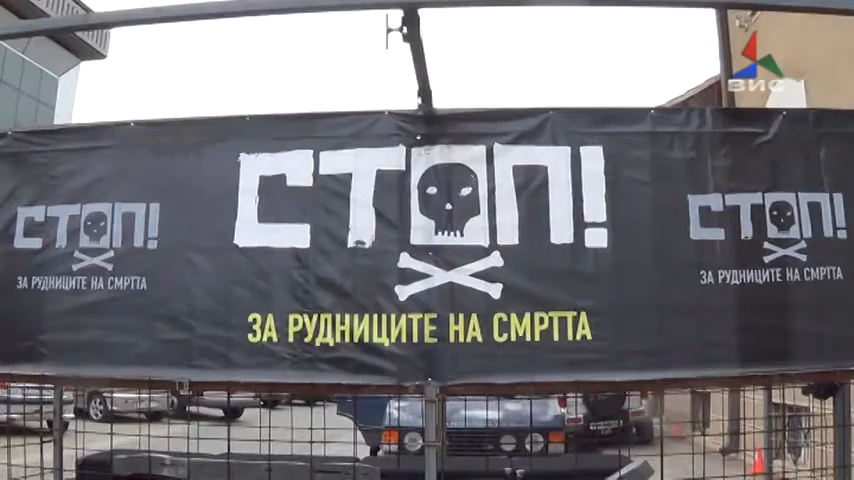 ВИС
СТОП!
ЗА РУДНИЦИТЕ НА СМРТТА
СТОП!
ЗА РУДНИЦИТЕ НА СМРТТА
СТОП!
ЗА РУДНИЦИТЕ НА СМРТТА